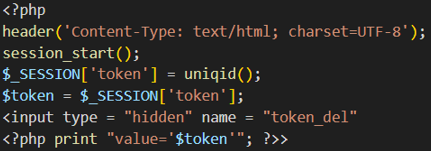 <?php
header('Content-Type: text/html; charset=UTF-8');
session_start();
$_SESSION['token'] = uniqid();
$token = $_SESSION['token'];
<input type = "hidden" name = "token_del"
<?php print "value='$token'"; ?>>